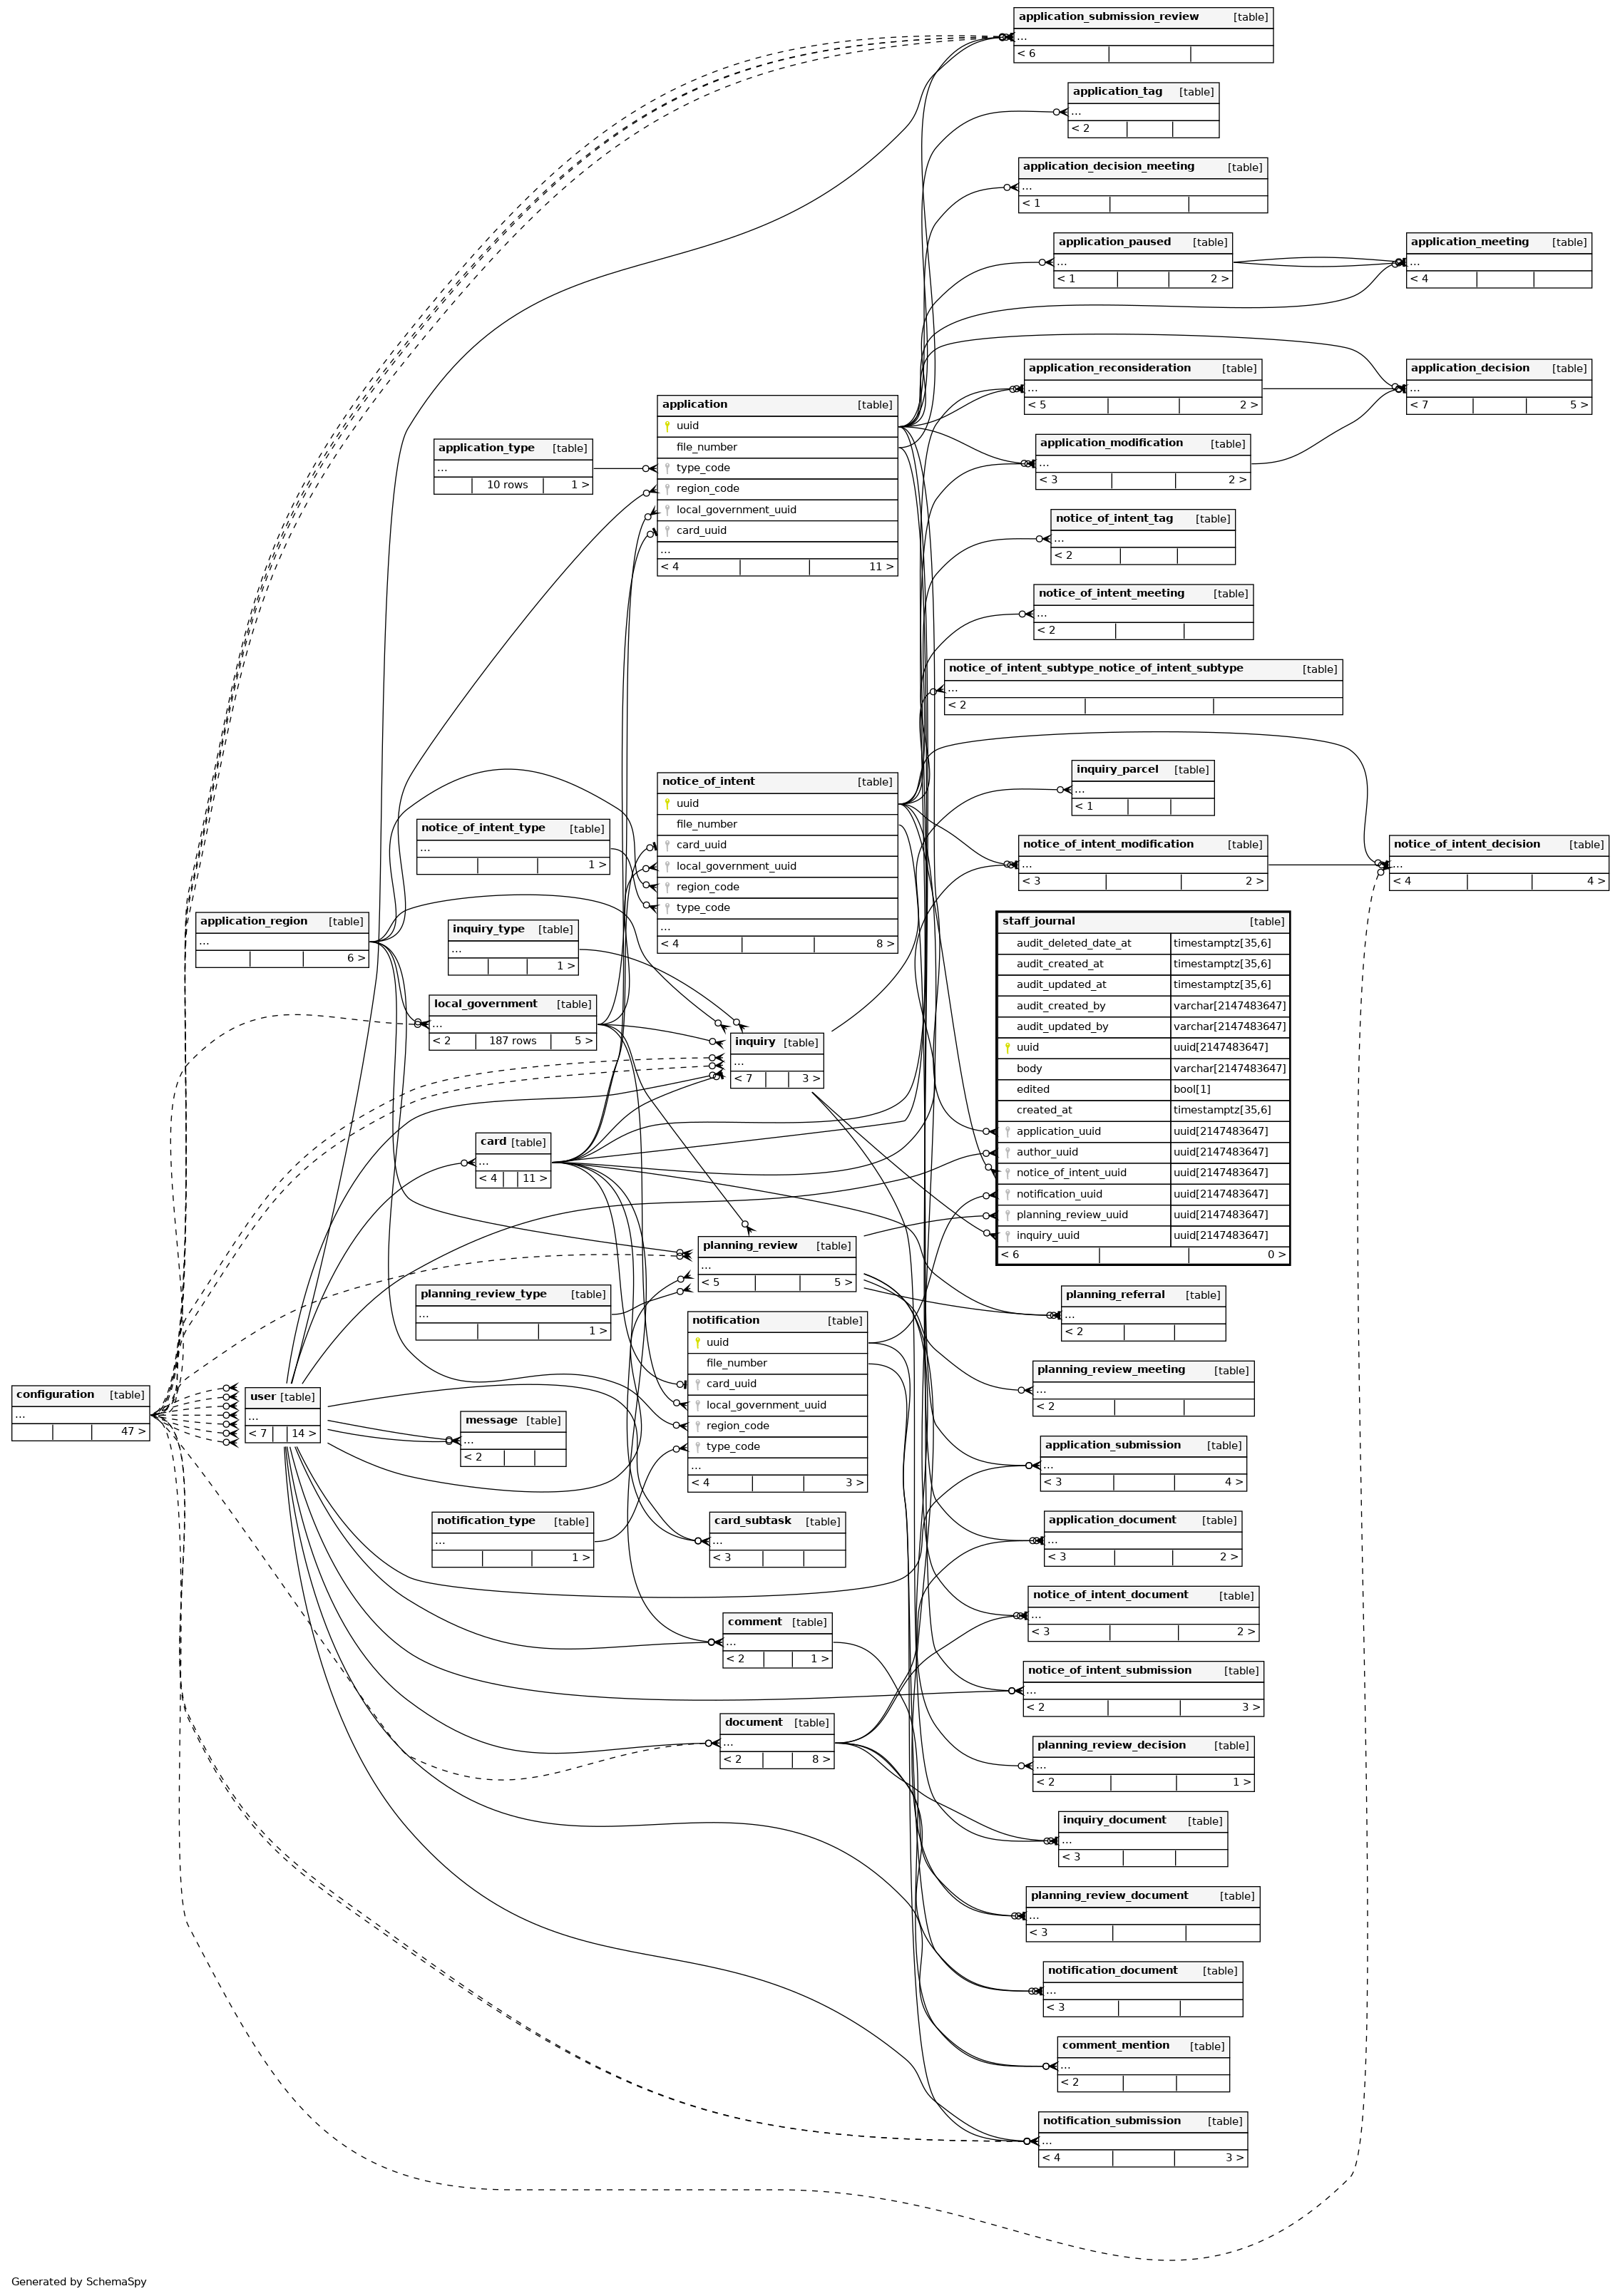 application_submission_review [table]
...
< 6
application_tag [table]
...
< 2
application_decision_meeting [table]
...
< 1
application_paused [table]
...
< 1 2 >
application_meeting [table]
...
< 4
application_reconsideration [table]
...
< 5 2 >
application_decision [table]
...
< 7 5 >
application [table]
uuid
file_number
type_code
region_code
local_government_uuid
card_uuid
...
< 4 11 >
application_type [table]
...
10 rows 1 >
application_modification [table]
...
< 3 2 >
notice_of_intent_tag [table]
...
< 2
notice_of_intent_meeting [table]
...
< 2
notice_of_intent_subtype_notice_of_intent_subtype [table]
...
< 2
notice_of_intent [table]
uuid
file_number
card_uuid
local_government_uuid
region_code
type_code
...
< 4 8 >
inquiry_parcel [table]
...
< 1
notice_of_intent_type [table]
...
1 >
notice_of_intent_modification [table]
...
< 3 2 >
notice_of_intent_decision [table]
...
< 4 4 >
application_region [table]
...
6 >
inquiry_type [table]
...
1 >
local_government [table]
...
< 2 187 rows 5 >
staff_journal [table]
audit_deleted_date_at timestamptz[35,6]
audit_created_at timestamptz[35,6]
audit_updated_at timestamptz[35,6]
audit_created_by varchar[2147483647]
audit_updated_by varchar[2147483647]
uuid uuid[2147483647]
body varchar[2147483647]
edited bool[1]
created_at timestamptz[35,6]
application_uuid uuid[2147483647]
author_uuid uuid[2147483647]
notice_of_intent_uuid uuid[2147483647]
notification_uuid uuid[2147483647]
planning_review_uuid uuid[2147483647]
inquiry_uuid uuid[2147483647]
< 6 0 >
inquiry [table]
...
< 7 3 >
card [table]
...
< 4 11 >
planning_review [table]
...
< 5 5 >
planning_review_type [table]
...
1 >
planning_referral [table]
...
< 2
notification [table]
uuid
file_number
card_uuid
local_government_uuid
region_code
type_code
...
< 4 3 >
planning_review_meeting [table]
...
< 2
configuration [table]
...
47 >
user [table]
...
< 7 14 >
message [table]
...
< 2
application_submission [table]
...
< 3 4 >
notification_type [table]
...
1 >
card_subtask [table]
...
< 3
application_document [table]
...
< 3 2 >
notice_of_intent_document [table]
...
< 3 2 >
comment [table]
...
< 2 1 >
notice_of_intent_submission [table]
...
< 2 3 >
document [table]
...
< 2 8 >
planning_review_decision [table]
...
< 2 1 >
inquiry_document [table]
...
< 3
planning_review_document [table]
...
< 3
notification_document [table]
...
< 3
comment_mention [table]
...
< 2
notification_submission [table]
...
< 4 3 >
Generated by SchemaSpy